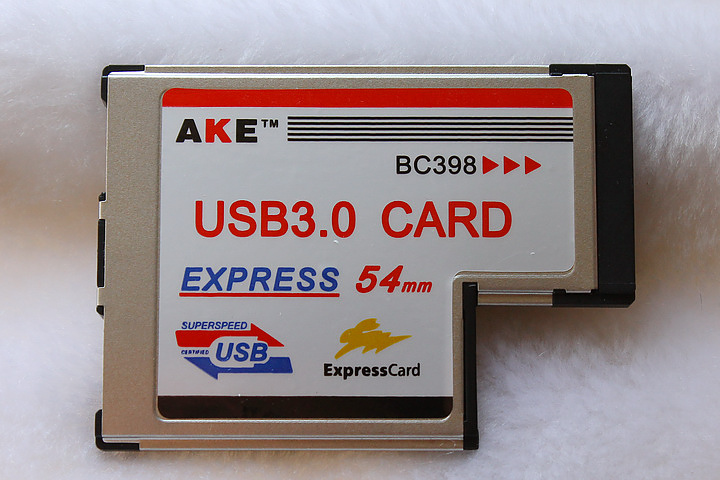 AKE™
BC398
USB3.0 CARD
EXPRESS 54mm
SUPERSPEED
CERTIFIED USB
ExpressCard